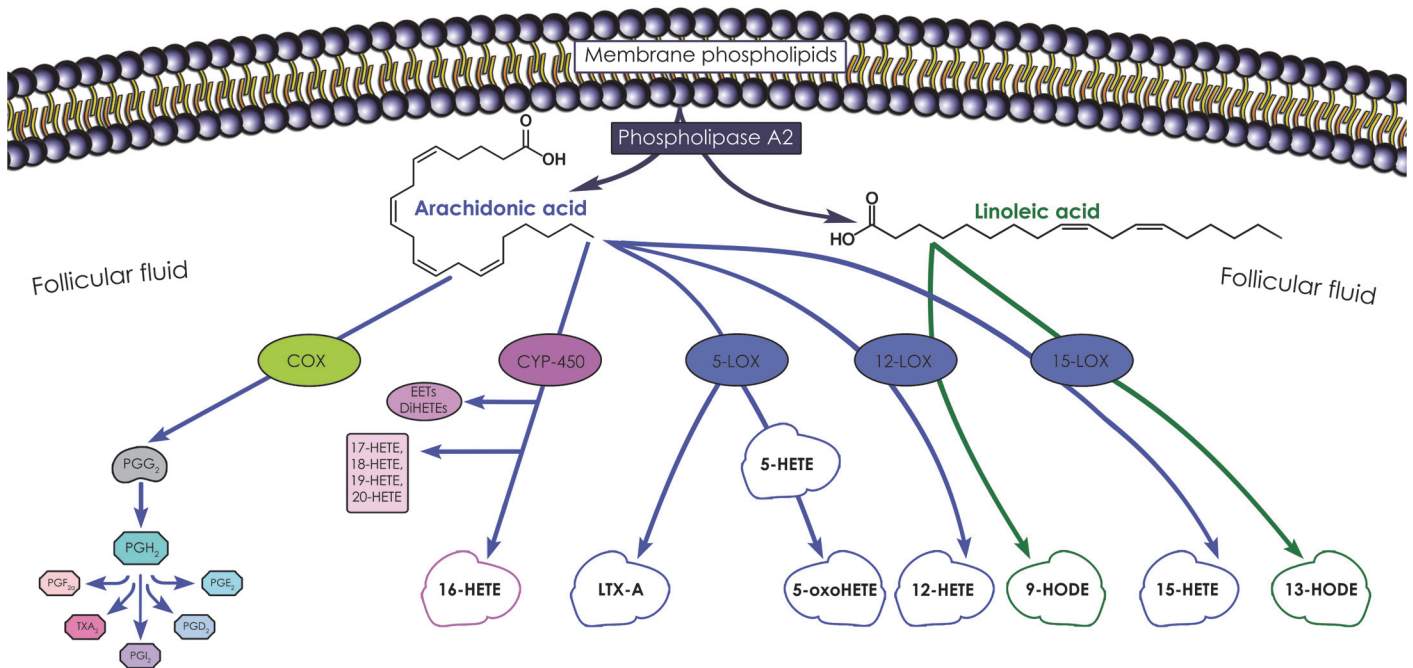 Membrane phospholipids
Phospholipase A2
O
OH
Arachidonic acid
Linoleic acid
O
HO
Follicular fluid
Follicular fluid
COX
CYP-450
5-LOX
12-LOX
15-LOX
EETs
DiHETEs
17-HETE,
18-HETE,
19-HETE,
20-HETE
5-HETE
PGG₂
PGH₂
PGF₂α
PGE₂
TXA₂
PGD₂
PGI₂
16-HETE
LTX-A
5-oxoHETE
12-HETE
9-HODE
15-HETE
13-HODE